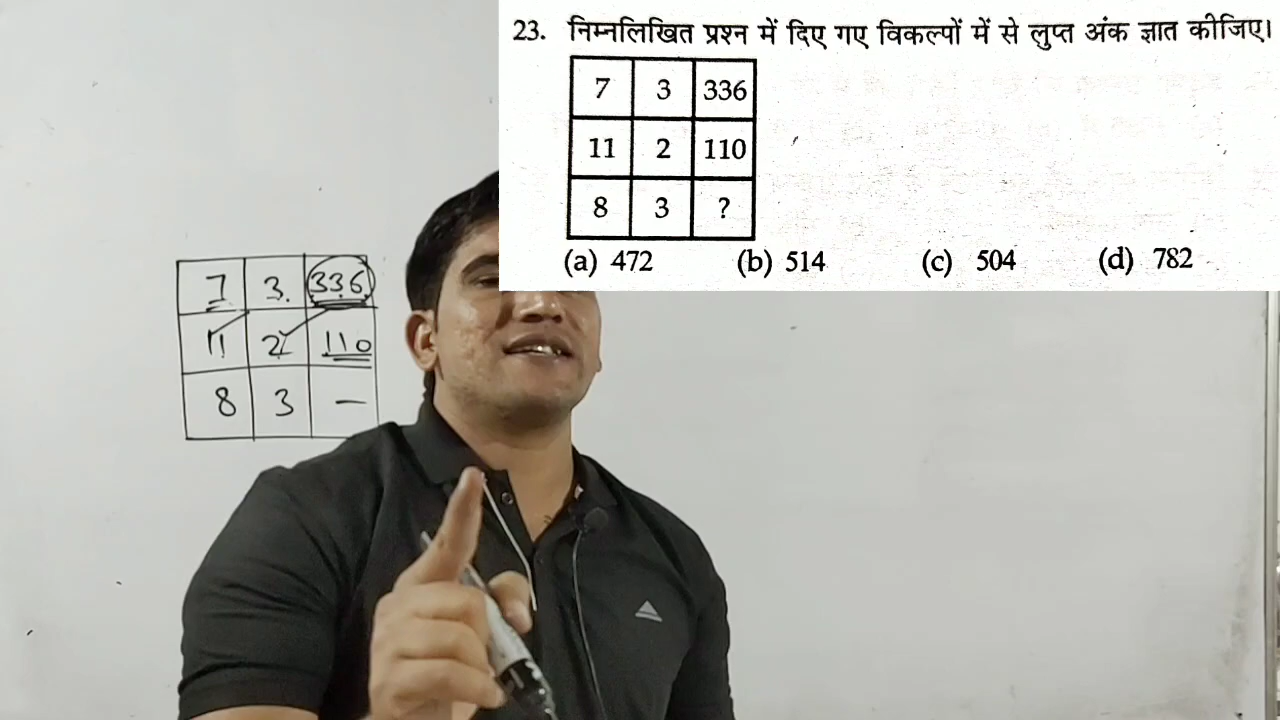 23. निम्नलिखित प्रश्न में दिए गए विकल्पों में से लुप्त अंक ज्ञात कीजिए।
7 3 336
11 2 110
8 3 ?
(a) 472 (b) 514 (c) 504 (d) 782
7 3. 336
11 2 110
8 3 –